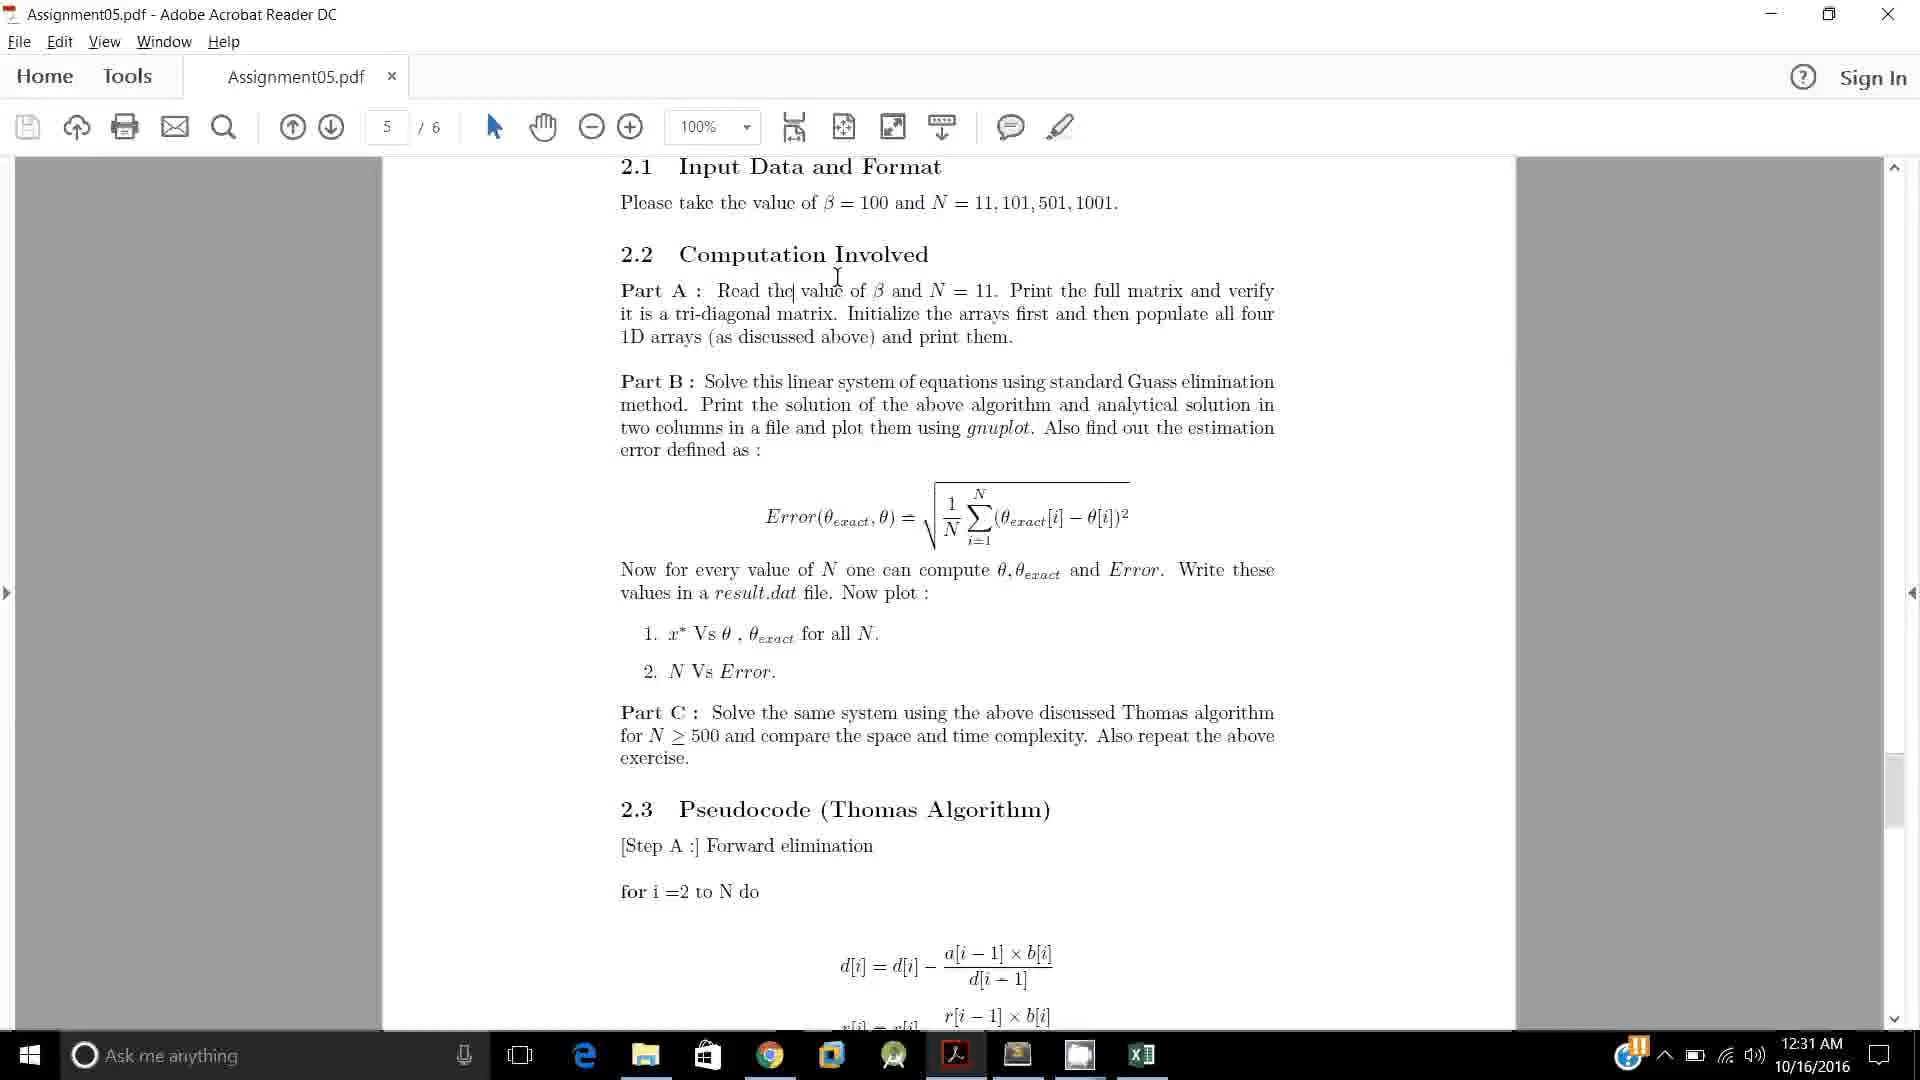 Assignment05.pdf - Adobe Acrobat Reader DC
File Edit View Window Help
Home Tools Assignment05.pdf × ? Sign In
5 / 6 100%
2.1 Input Data and Format
Please take the value of β = 100 and N = 11, 101, 501, 1001.
2.2 Computation Involved
Part A : Read the value of β and N = 11. Print the full matrix and verify
it is a tri-diagonal matrix. Initialize the arrays first and then populate all four
1D arrays (as discussed above) and print them.
Part B : Solve this linear system of equations using standard Guass elimination
method. Print the solution of the above algorithm and analytical solution in
two columns in a file and plot them using gnuplot. Also find out the estimation
error defined as :
Error(θexact, θ) = √ 1/N ∑ i=1 N (θexact[i] − θ[i])²
Now for every value of N one can compute θ, θexact and Error. Write these
values in a result.dat file. Now plot :
1. x* Vs θ , θexact for all N.
2. N Vs Error.
Part C : Solve the same system using the above discussed Thomas algorithm
for N ≥ 500 and compare the space and time complexity. Also repeat the above
exercise.
2.3 Pseudocode (Thomas Algorithm)
[Step A :] Forward elimination
for i =2 to N do
d[i] = d[i] − a[i − 1] × b[i] / d[i − 1]
r[i] = r[i] − r[i − 1] × b[i]
Ask me anything
12:31 AM
10/16/2016